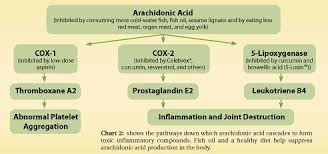 Arachidonic Acid
(inhibited by consuming more cold-water fish, fish oil, sesame lignans and by eating less
red meat, organ meat, and egg yolk)
COX-1
(inhibited by low-dose
aspirin)
COX-2
(inhibited by Celebrex®,
curcumin, resveratrol, and others)
5-Lipoxygenase
(inhibited by curcumin and
boswellic acid (5-Loxin™))
Thromboxane A2
Prostaglandin E2
Leukotriene B4
Abnormal Platelet
Aggregation
Inflammation and Joint Destruction
Chart 2: shows the pathways down which arachidonic acid cascades to form
toxic inflammatory compounds. Fish oil and a healthy diet help suppress
arachidonic acid production in the body.